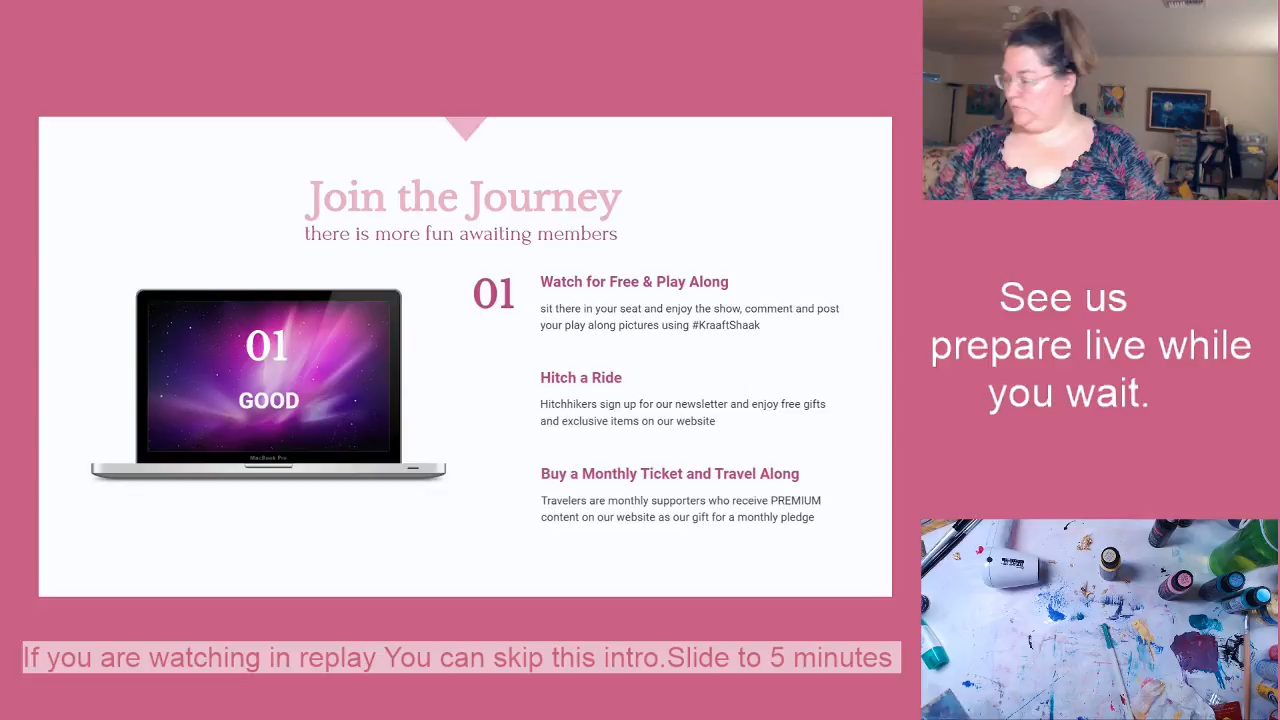 Join the Journey
there is more fun awaiting members
01
GOOD
MacBook Pro
01
Watch for Free & Play Along
sit there in your seat and enjoy the show, comment and post
your play along pictures using #KraaftShaak
Hitch a Ride
Hitchhikers sign up for our newsletter and enjoy free gifts
and exclusive items on our website
Buy a Monthly Ticket and Travel Along
Travelers are monthly supporters who receive PREMIUM
content on our website as our gift for a monthly pledge
See us
prepare live while
you wait.
If you are watching in replay You can skip this intro.Slide to 5 minutes